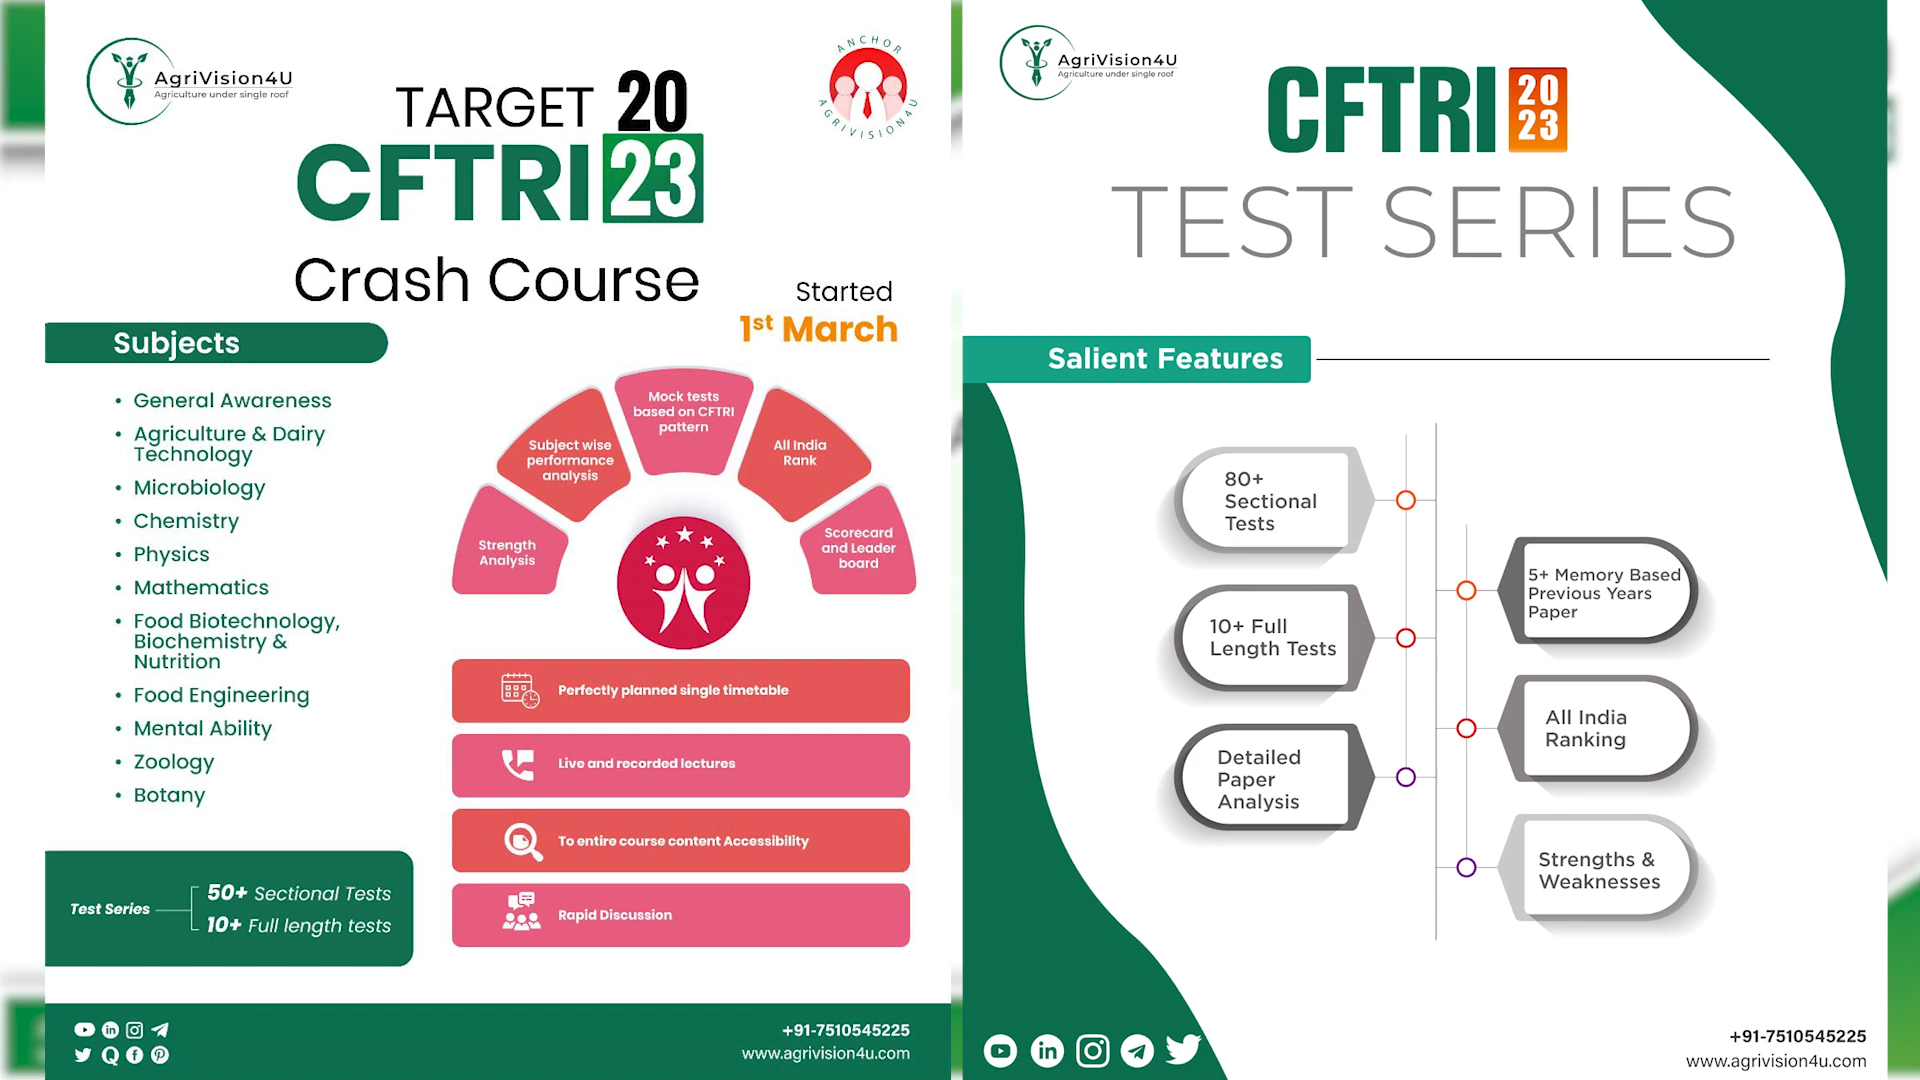 AgriVision4U
Agriculture under single roof
TARGET 20
CFTRI 23
Crash Course
ANCHOR
AGRIVISION4U
Started
1st March
Subjects
• General Awareness
• Agriculture & Dairy
Technology
• Microbiology
• Chemistry
• Physics
• Mathematics
• Food Biotechnology,
Biochemistry &
Nutrition
• Food Engineering
• Mental Ability
• Zoology
• Botany
Test Series
50+ Sectional Tests
10+ Full length tests
Strength
Analysis
Subject wise
performance
analysis
Mock tests
based on CFTRI
pattern
All India
Rank
Scorecard
and Leader
board
Perfectly planned single timetable
Live and recorded lectures
To entire course content Accessibility
Rapid Discussion
+91-7510545225
www.agrivision4u.com
AgriVision4U
Agriculture under single roof
CFTRI 20
23
TEST SERIES
Salient Features
80+
Sectional
Tests
5+ Memory Based
Previous Years
Paper
10+ Full
Length Tests
All India
Ranking
Detailed
Paper
Analysis
Strengths &
Weaknesses
+91-7510545225
www.agrivision4u.com